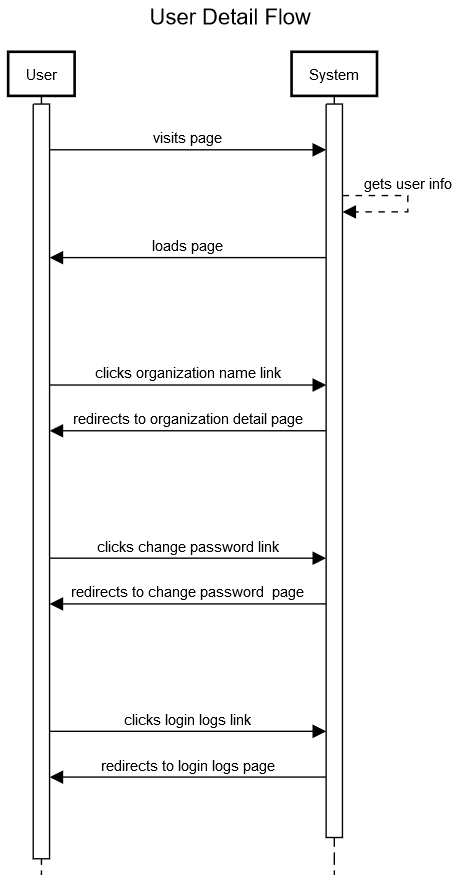 User Detail Flow
User
System
visits page
gets user info
loads page
clicks organization name link
redirects to organization detail page
clicks change password link
redirects to change password  page
clicks login logs link
redirects to login logs page